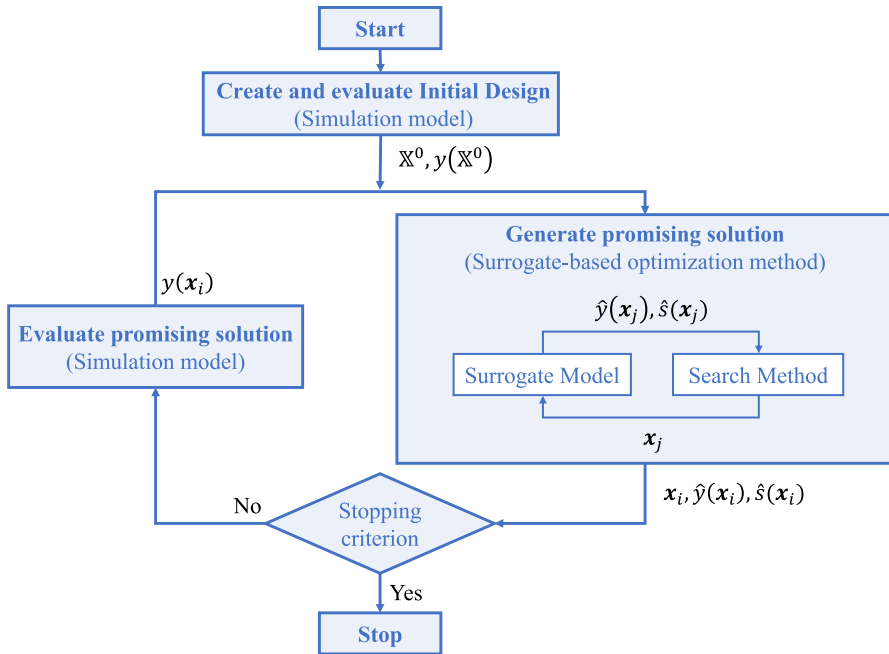 Start
Create and evaluate Initial Design
(Simulation model)
𝕏⁰, y(𝕏⁰)
Generate promising solution
(Surrogate-based optimization method)
y(𝒙ᵢ)
ŷ(𝒙ⱼ), ŝ(𝒙ⱼ)
Evaluate promising solution
(Simulation model)
Surrogate Model
Search Method
𝒙ⱼ
𝒙ᵢ, ŷ(𝒙ᵢ), ŝ(𝒙ᵢ)
No
Stopping
criterion
Yes
Stop